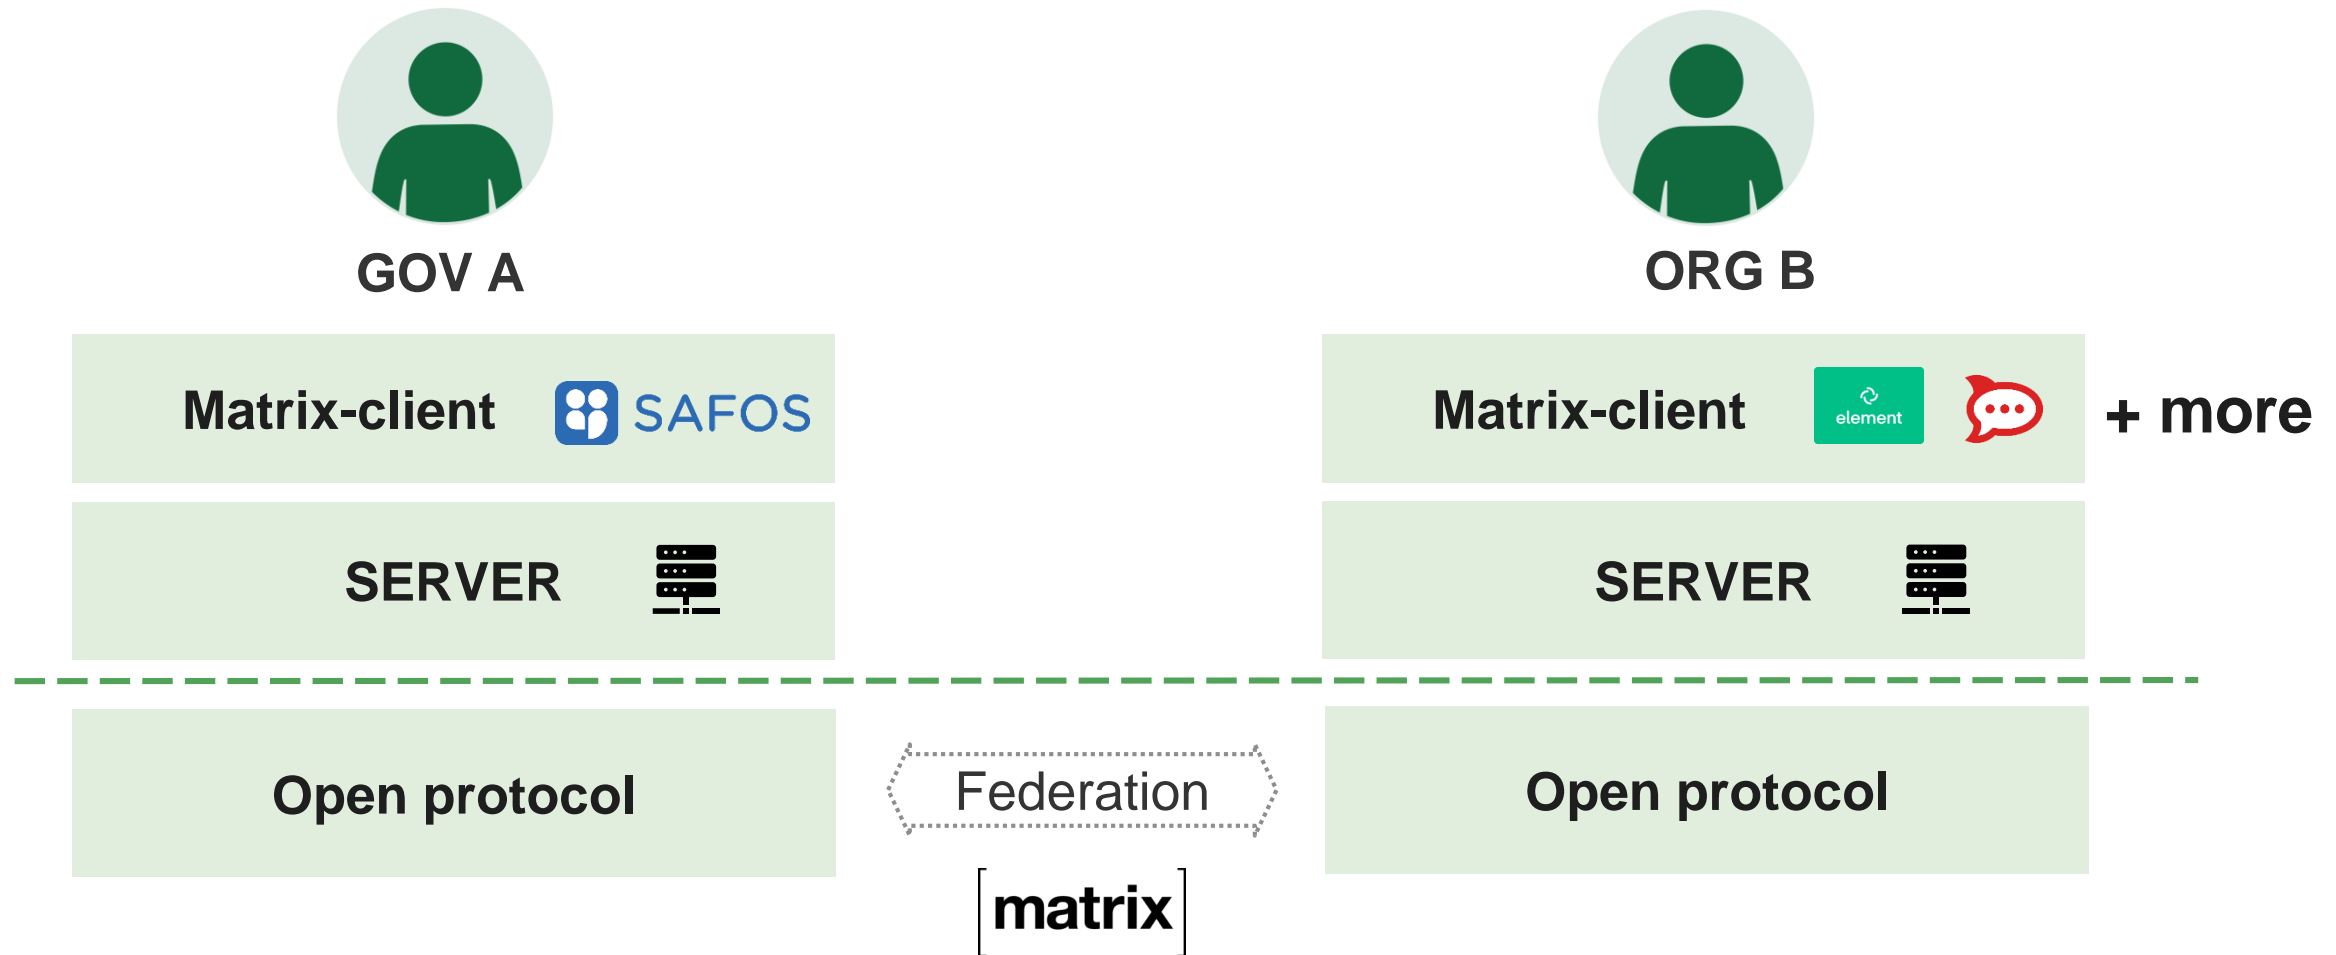 GOV A
ORG B
Matrix-client SAFOS
Matrix-client element + more
SERVER
SERVER
Open protocol
Federation
Open protocol
[matrix]